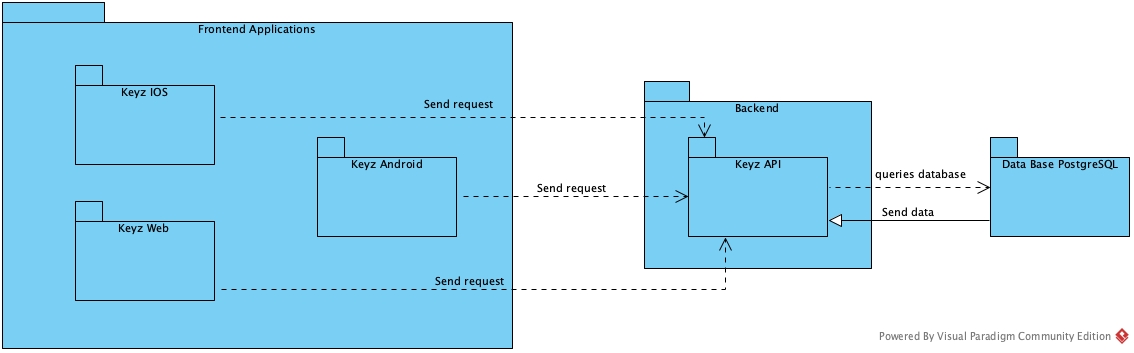 Frontend Applications
Keyz IOS
Send request
Backend
Keyz Android
Keyz API
Data Base PostgreSQL
queries database
Send request
Send data
Keyz Web
Send request
Powered By Visual Paradigm Community Edition